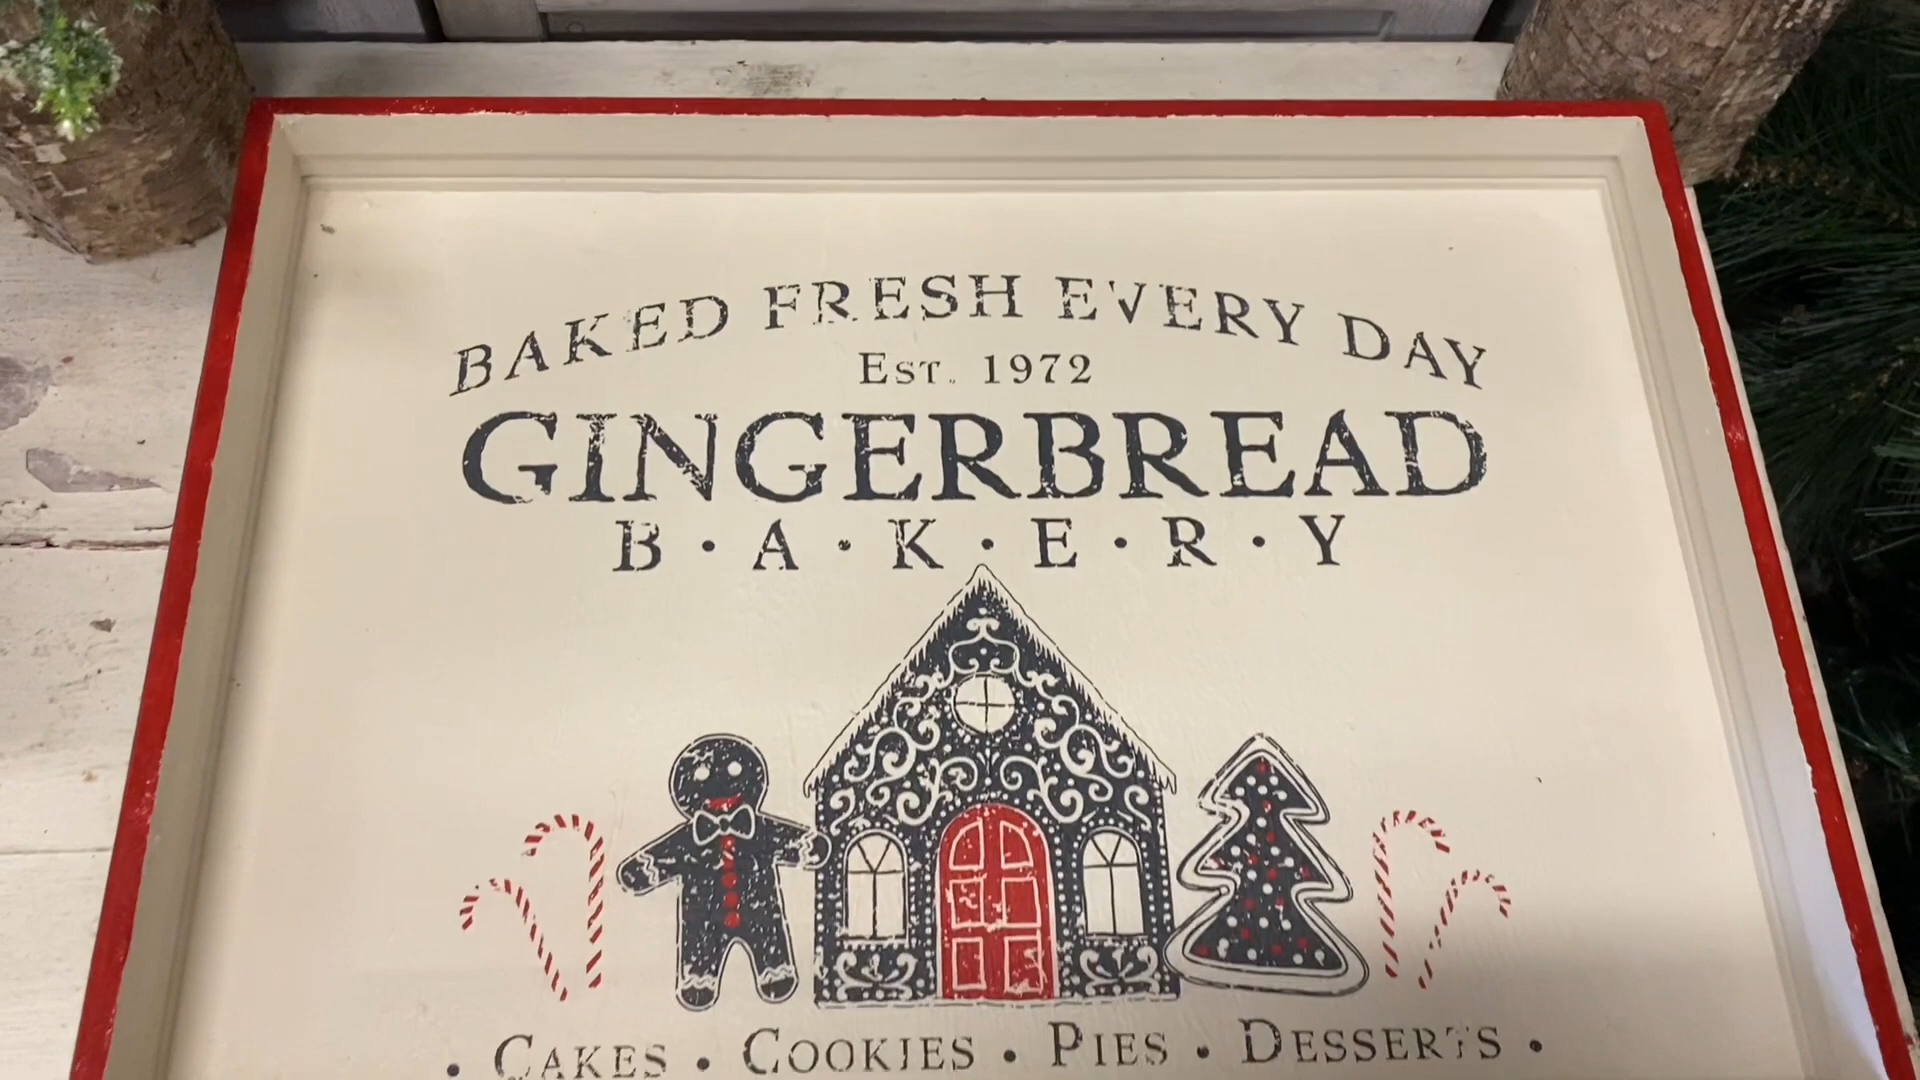 BAKED FRESH EVERY DAY
EST. 1972
GINGERBREAD
B·A·K·E·R·Y
· CAKES · COOKIES · PIES · DESSERTS ·